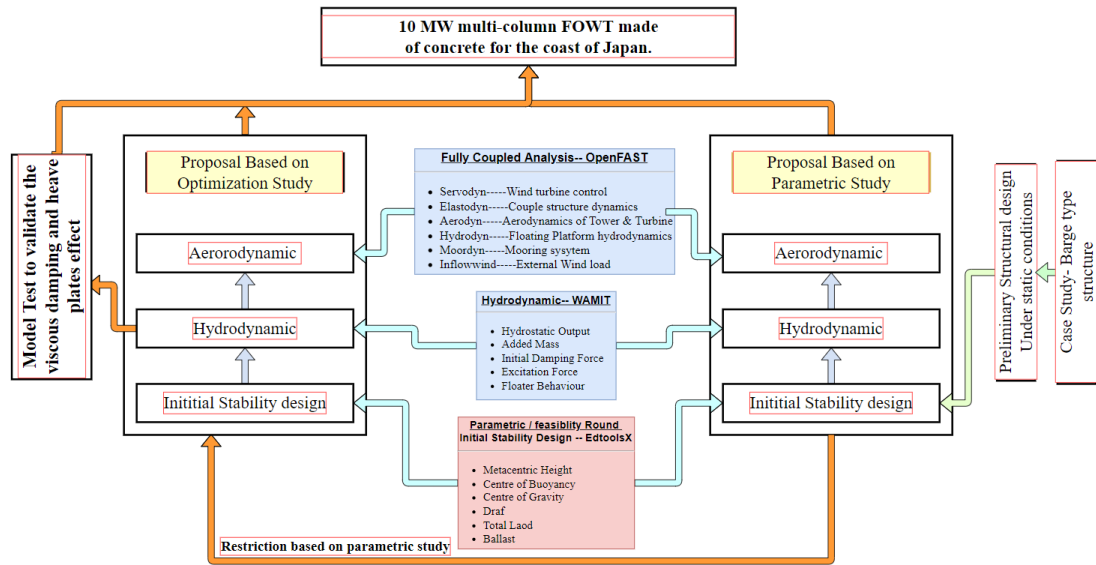 10 MW multi-column FOWT made
of concrete for the coast of Japan.
Model Test to validate the
viscous damping and heave
plates effect
Proposal Based on
Optimization Study
Aerodynamic
Hydrodynamic
Inititial Stability design
Fully Coupled Analysis-- OpenFAST
Servodyn-----Wind turbine control
Elastodyn-----Couple structure dynamics
Aerodyn---Aerodynamics of Tower & Turbine
Hydrodyn----Floating Platform hydrodynamics
Moordyn----Mooring sysytem
Inflowwind-----External Wind load
Hydrodynamic-- WAMIT
Hydrostatic Output
Added Mass
Initial Damping Force
Excitation Force
Floater Behaviour
Parametric / feasiblity Round
Initial Stability Design -- EdtoolsX
Metacentric Height
Centre of Buoyancy
Centre of Gravity
Draf
Total Laod
Ballast
Proposal Based on
Parametric Study
Aerodynamic
Hydrodynamic
Inititial Stability design
Preliminary Structural design
Under static conditions
Case Study- Barge type
structure
Restriction based on parametric study